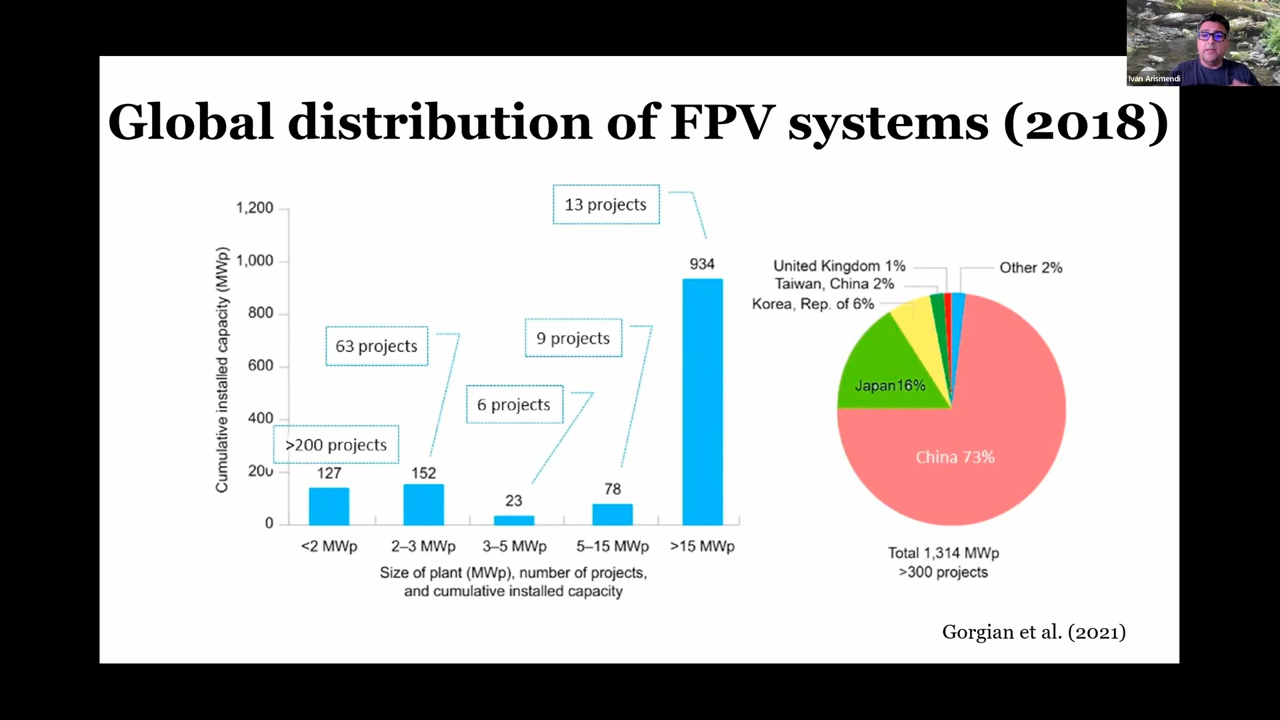 Ivan Arismendi
Global distribution of FPV systems (2018)
Cumulative installed capacity (MWp)
1,200
1,000
800
600
400
200
0
>200 projects
63 projects
6 projects
9 projects
13 projects
127
152
23
78
934
<2 MWp
2–3 MWp
3–5 MWp
5–15 MWp
>15 MWp
Size of plant (MWp), number of projects,
and cumulative installed capacity
United Kingdom 1%
Taiwan, China 2%
Korea, Rep. of 6%
Other 2%
Japan16%
China 73%
Total 1,314 MWp
>300 projects
Gorgian et al. (2021)